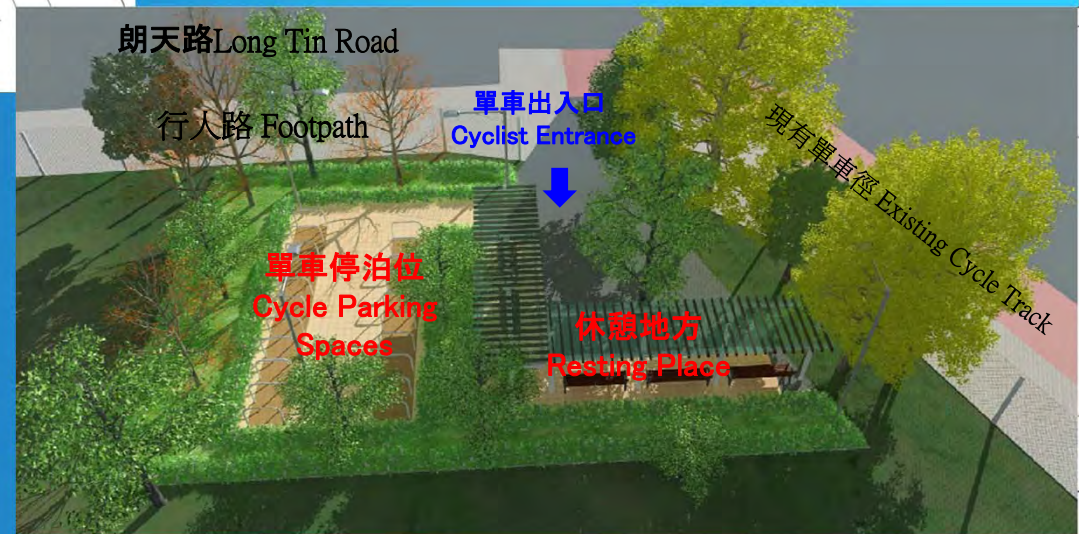 朗天路Long Tin Road
行人路 Footpath
單車出入口
Cyclist Entrance
現有單車徑 Existing Cycle Track
單車停泊位
Cycle Parking
Spaces
休憩地方
Resting Place